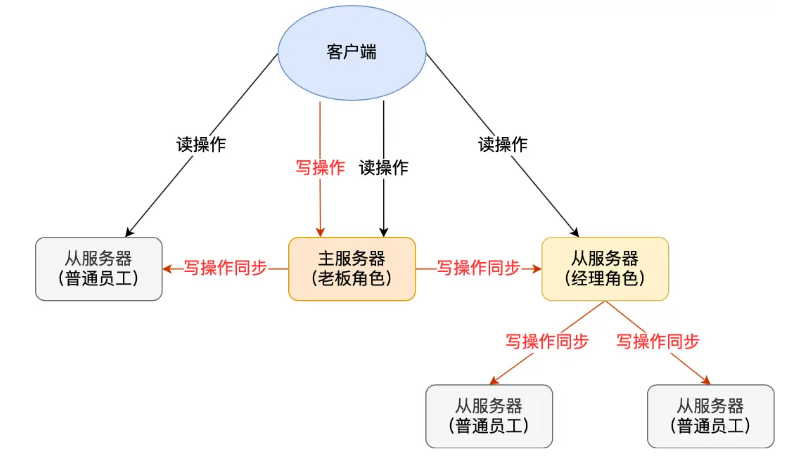 客户端
读操作
写操作
读操作
读操作
从服务器
（普通员工）
写操作同步
主服务器
（老板角色）
写操作同步
从服务器
（经理角色）
写操作同步
写操作同步
从服务器
（普通员工）
从服务器
（普通员工）